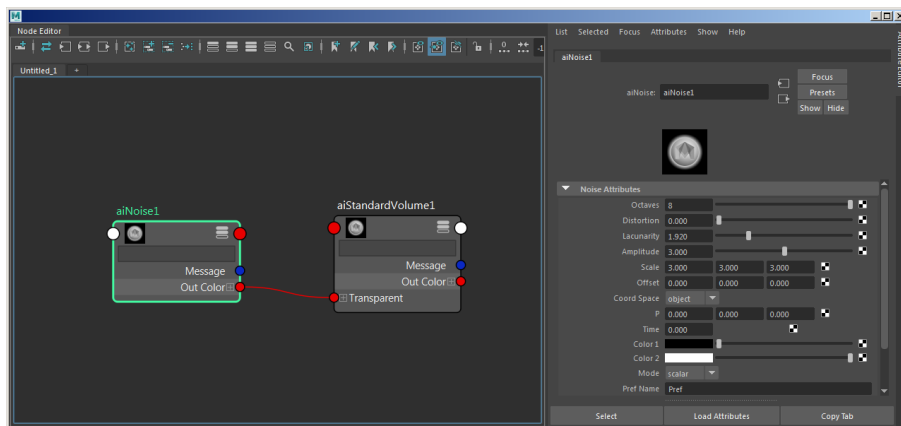 Node Editor
Untitled_1 +
aiNoise1
Message
Out Color
aiStandardVolume1
Message
Out Color
Transparent
List Selected Focus Attributes Show Help
aiNoise1
aiNoise: aiNoise1
Focus
Presets
Show Hide
Attribute Editor
Noise Attributes
Octaves 8
Distortion 0.000
Lacunarity 1.920
Amplitude 3.000
Scale 3.000 3.000 3.000
Offset 0.000 0.000 0.000
Coord Space object
P 0.000 0.000 0.000
Time 0.000
Color 1
Color 2
Mode scalar
Pref Name Pref
Select Load Attributes Copy Tab